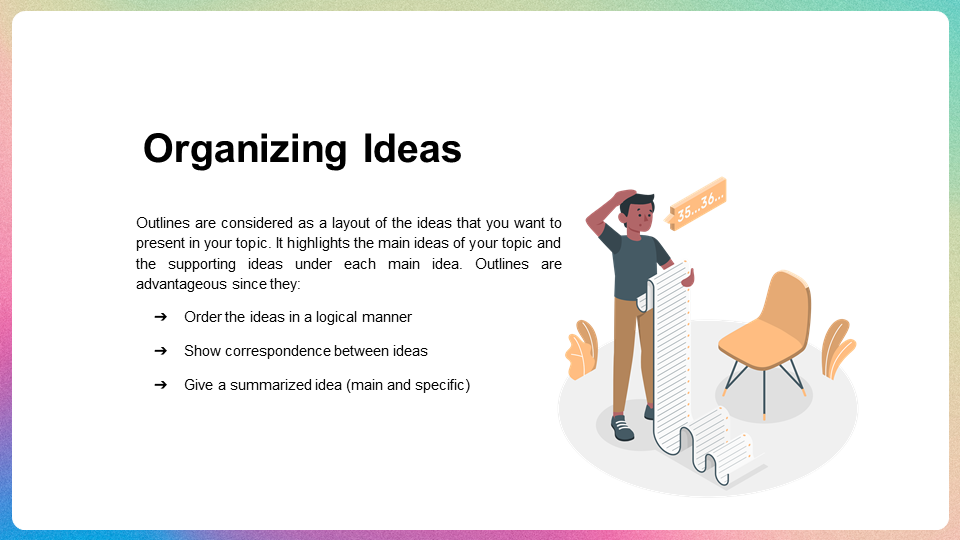 Organizing Ideas
35...36...
Outlines are considered as a layout of the ideas that you want to
present in your topic. It highlights the main ideas of your topic and
the supporting ideas under each main idea. Outlines are
advantageous since they:
➔ Order the ideas in a logical manner
➔ Show correspondence between ideas
➔ Give a summarized idea (main and specific)